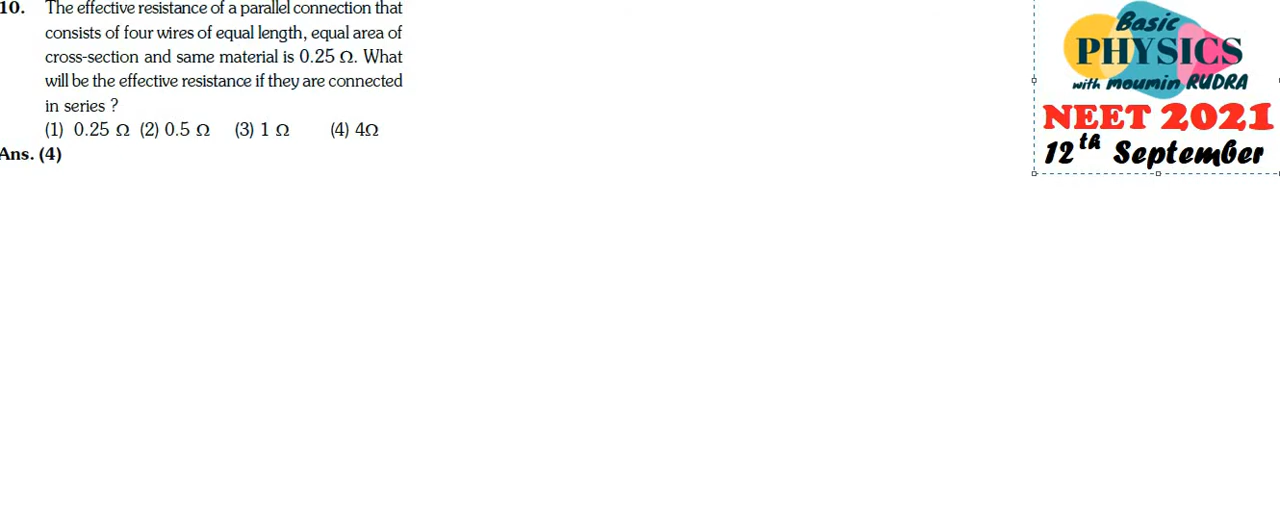 10. The effective resistance of a parallel connection that
consists of four wires of equal length, equal area of
cross-section and same material is 0.25 Ω. What
will be the effective resistance if they are connected
in series ?
(1) 0.25 Ω (2) 0.5 Ω (3) 1 Ω (4) 4Ω
Ans. (4)
Basic
PHYSICS
with moumin RUDRA
NEET 2021
12th September